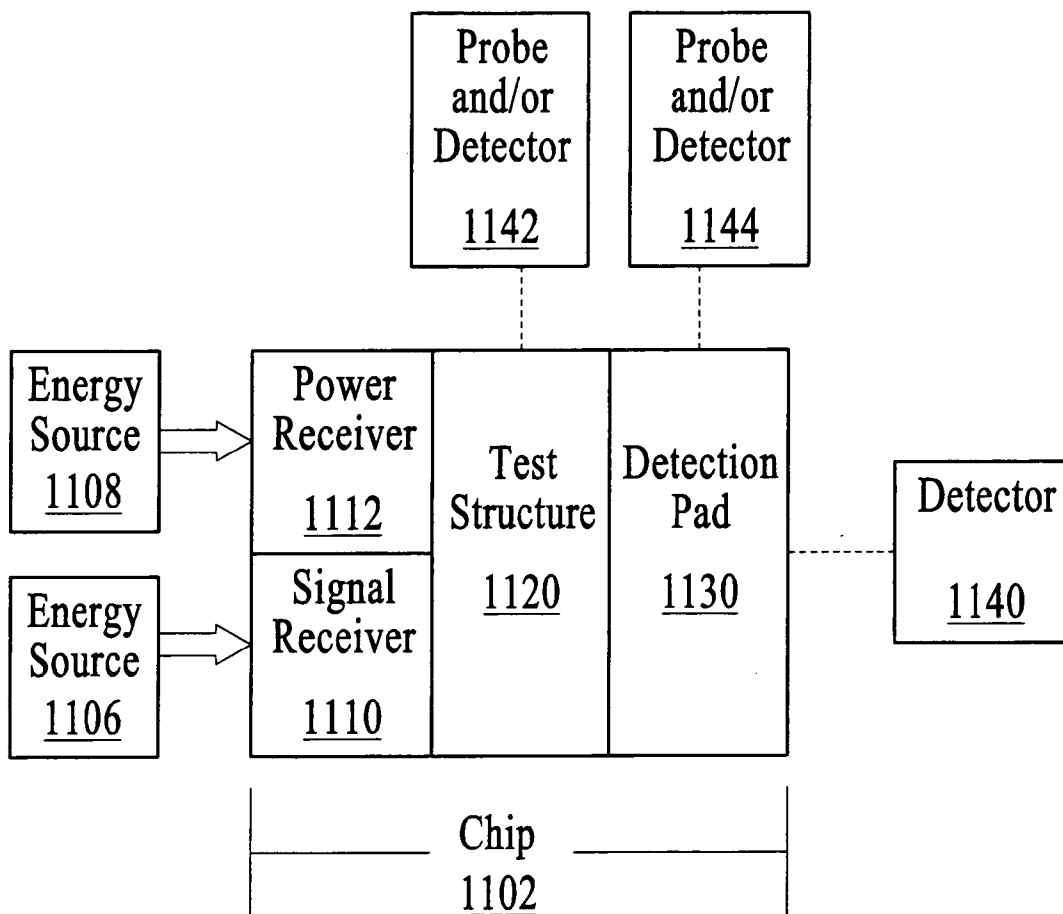 Probe
and/or
Detector
1142
Probe
and/or
Detector
1144
Energy
Source
1108
Power
Receiver
1112
Test
Structure
1120
Detection
Pad
1130
Detector
1140
Energy
Source
1106
Signal
Receiver
1110
Chip
1102